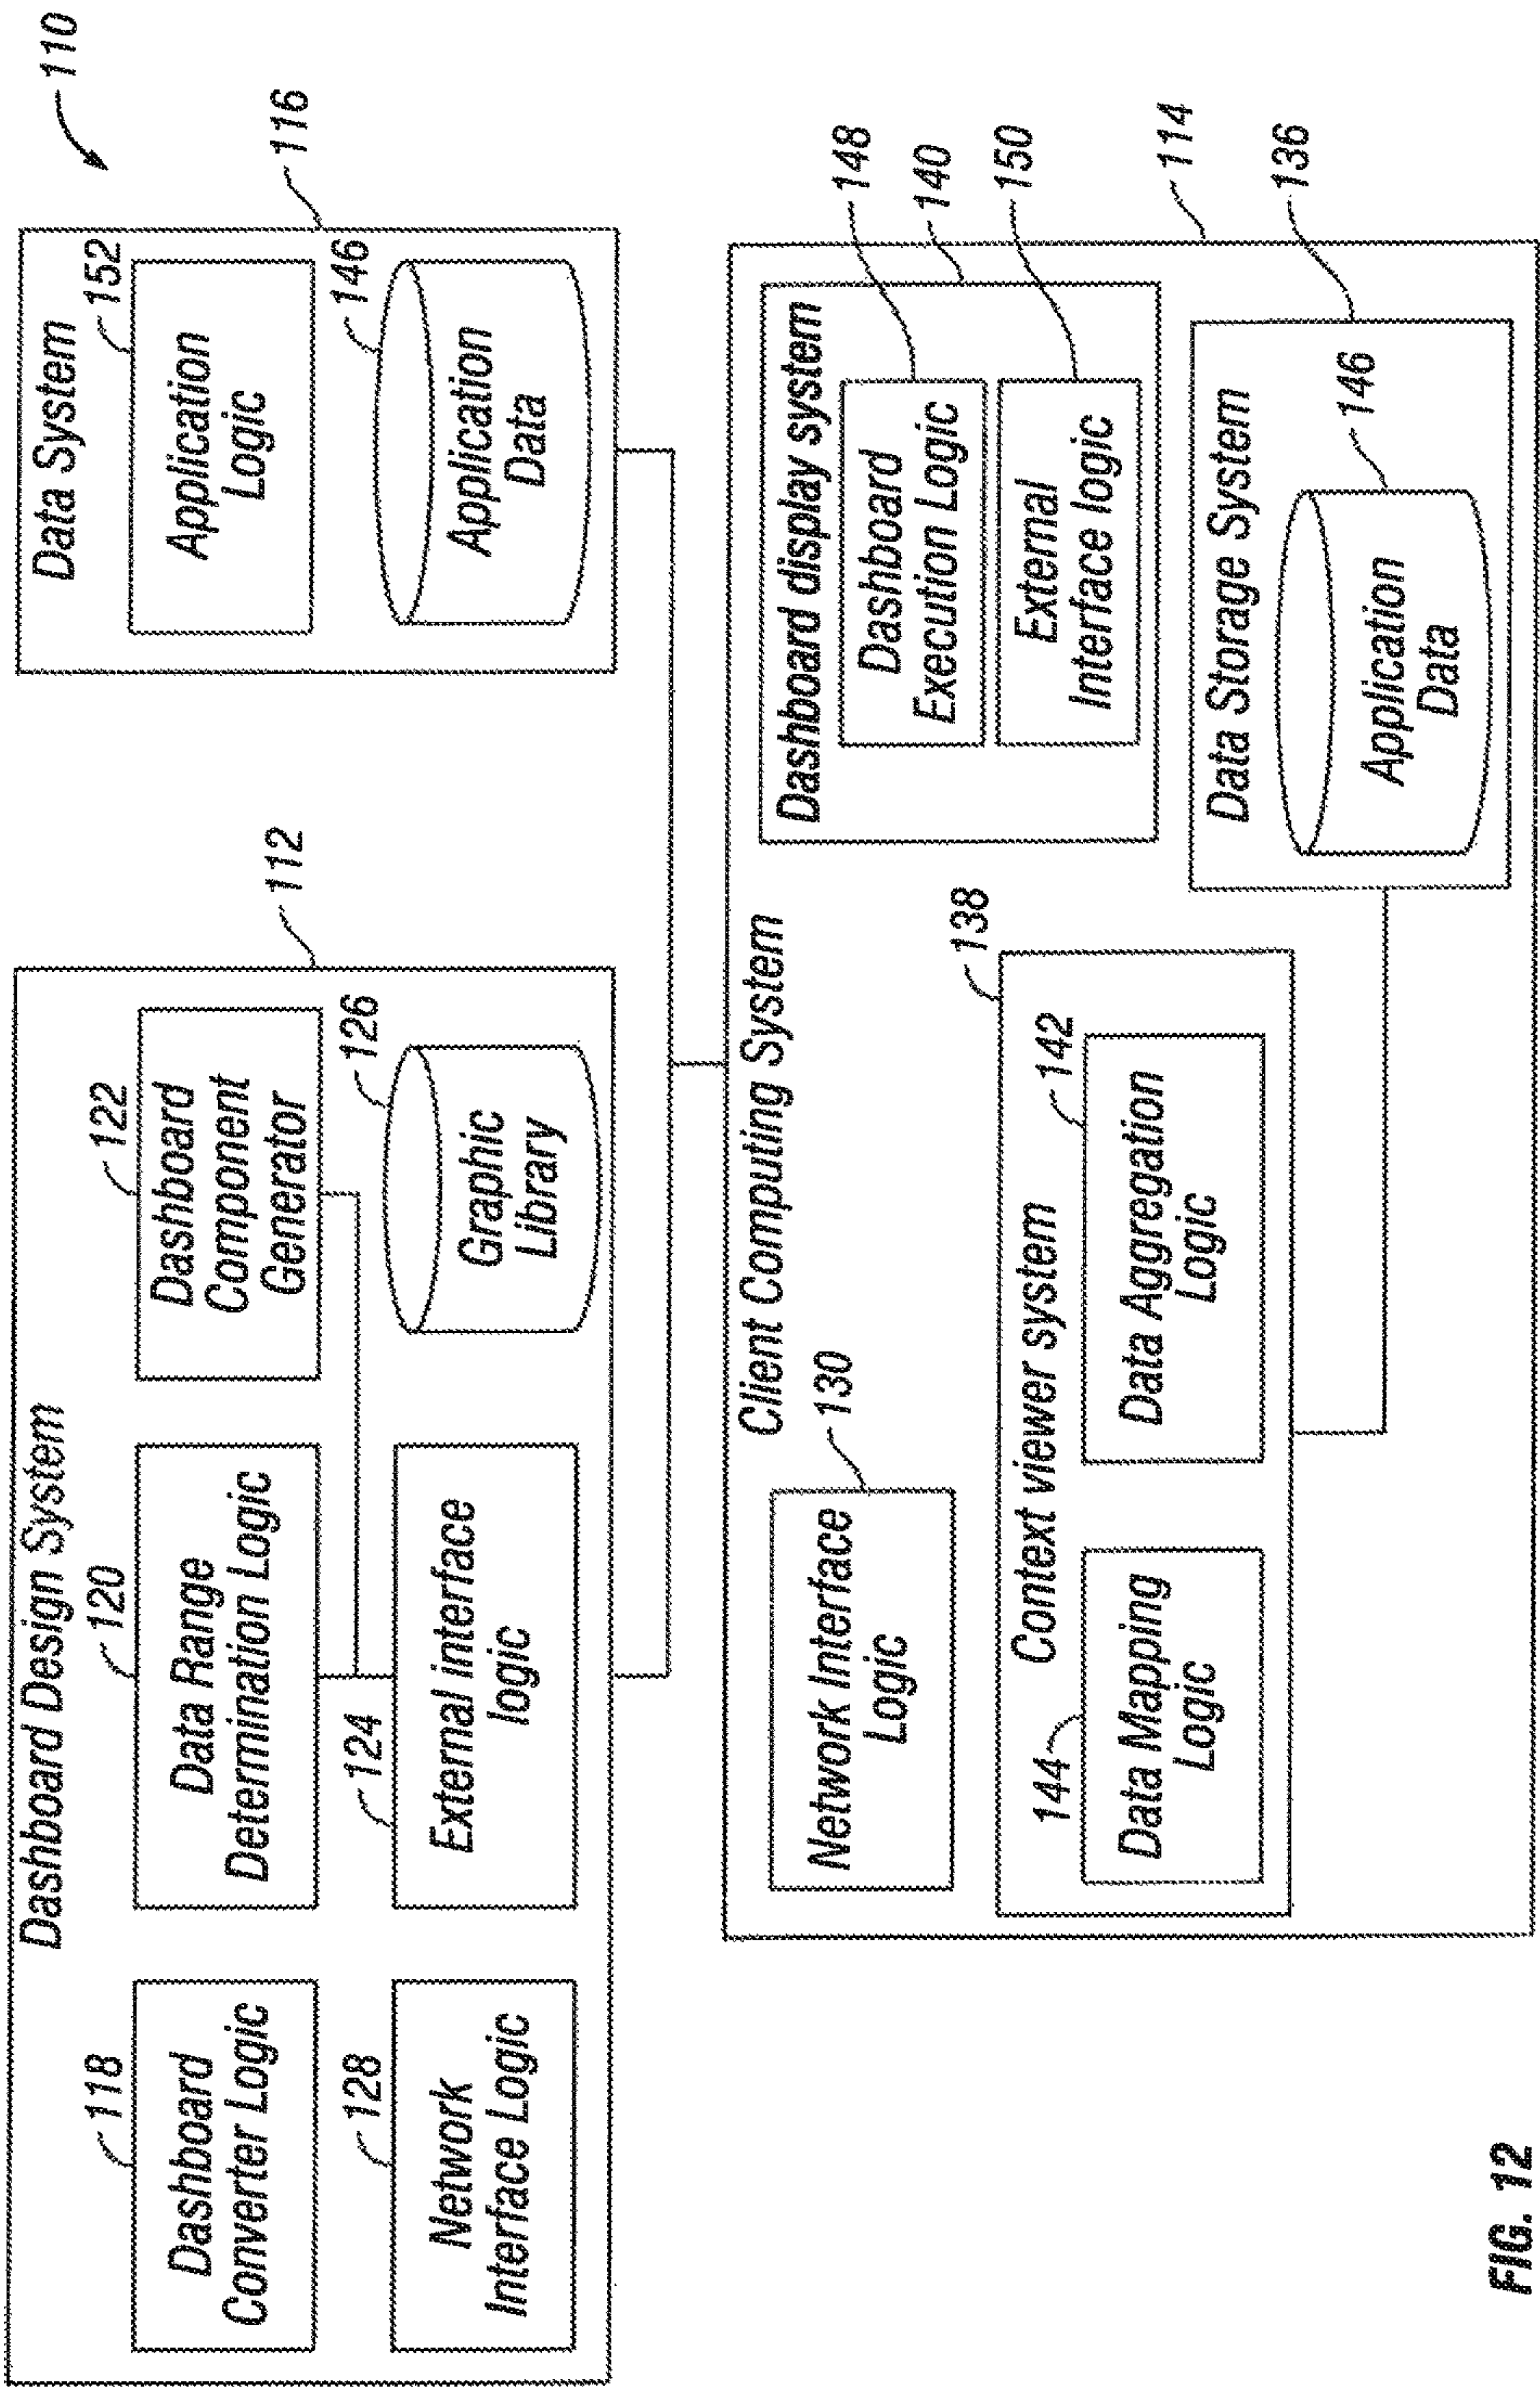 110
Dashboard Design System
112
118
Dashboard
Converter Logic
120
Data Range
Determination Logic
122
Dashboard
Component
Generator
128
Network
Interface Logic
124
External interface
logic
126
Graphic
Library
Data System
116
152
Application
Logic
146
Application
Data
Client Computing System
114
130
Network Interface
Logic
138
Context viewer system
144
Data Mapping
Logic
142
Data Aggregation
Logic
Dashboard display system
140
Dashboard
Execution Logic
148
External
Interface logic
150
Data Storage System
136
146
Application
Data
FIG. 12